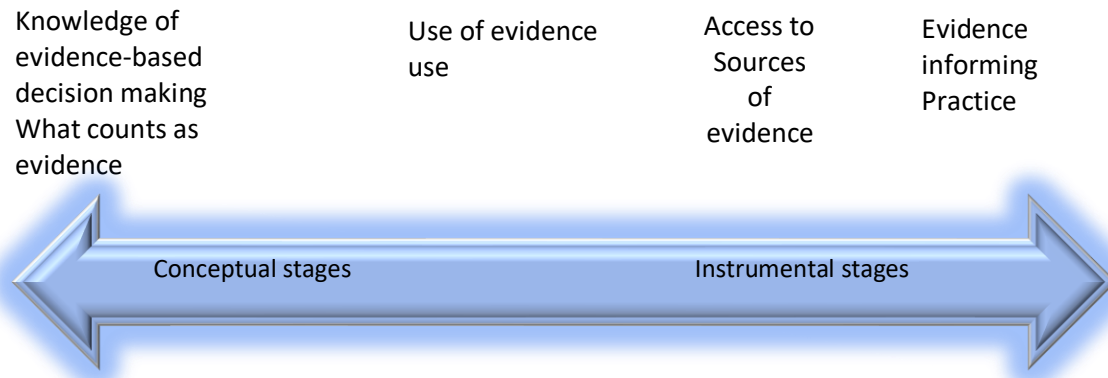 Knowledge of
evidence-based
decision making
What counts as
evidence
Use of evidence
use
Access to
Sources
of
evidence
Evidence
informing
Practice
Conceptual stages
Instrumental stages